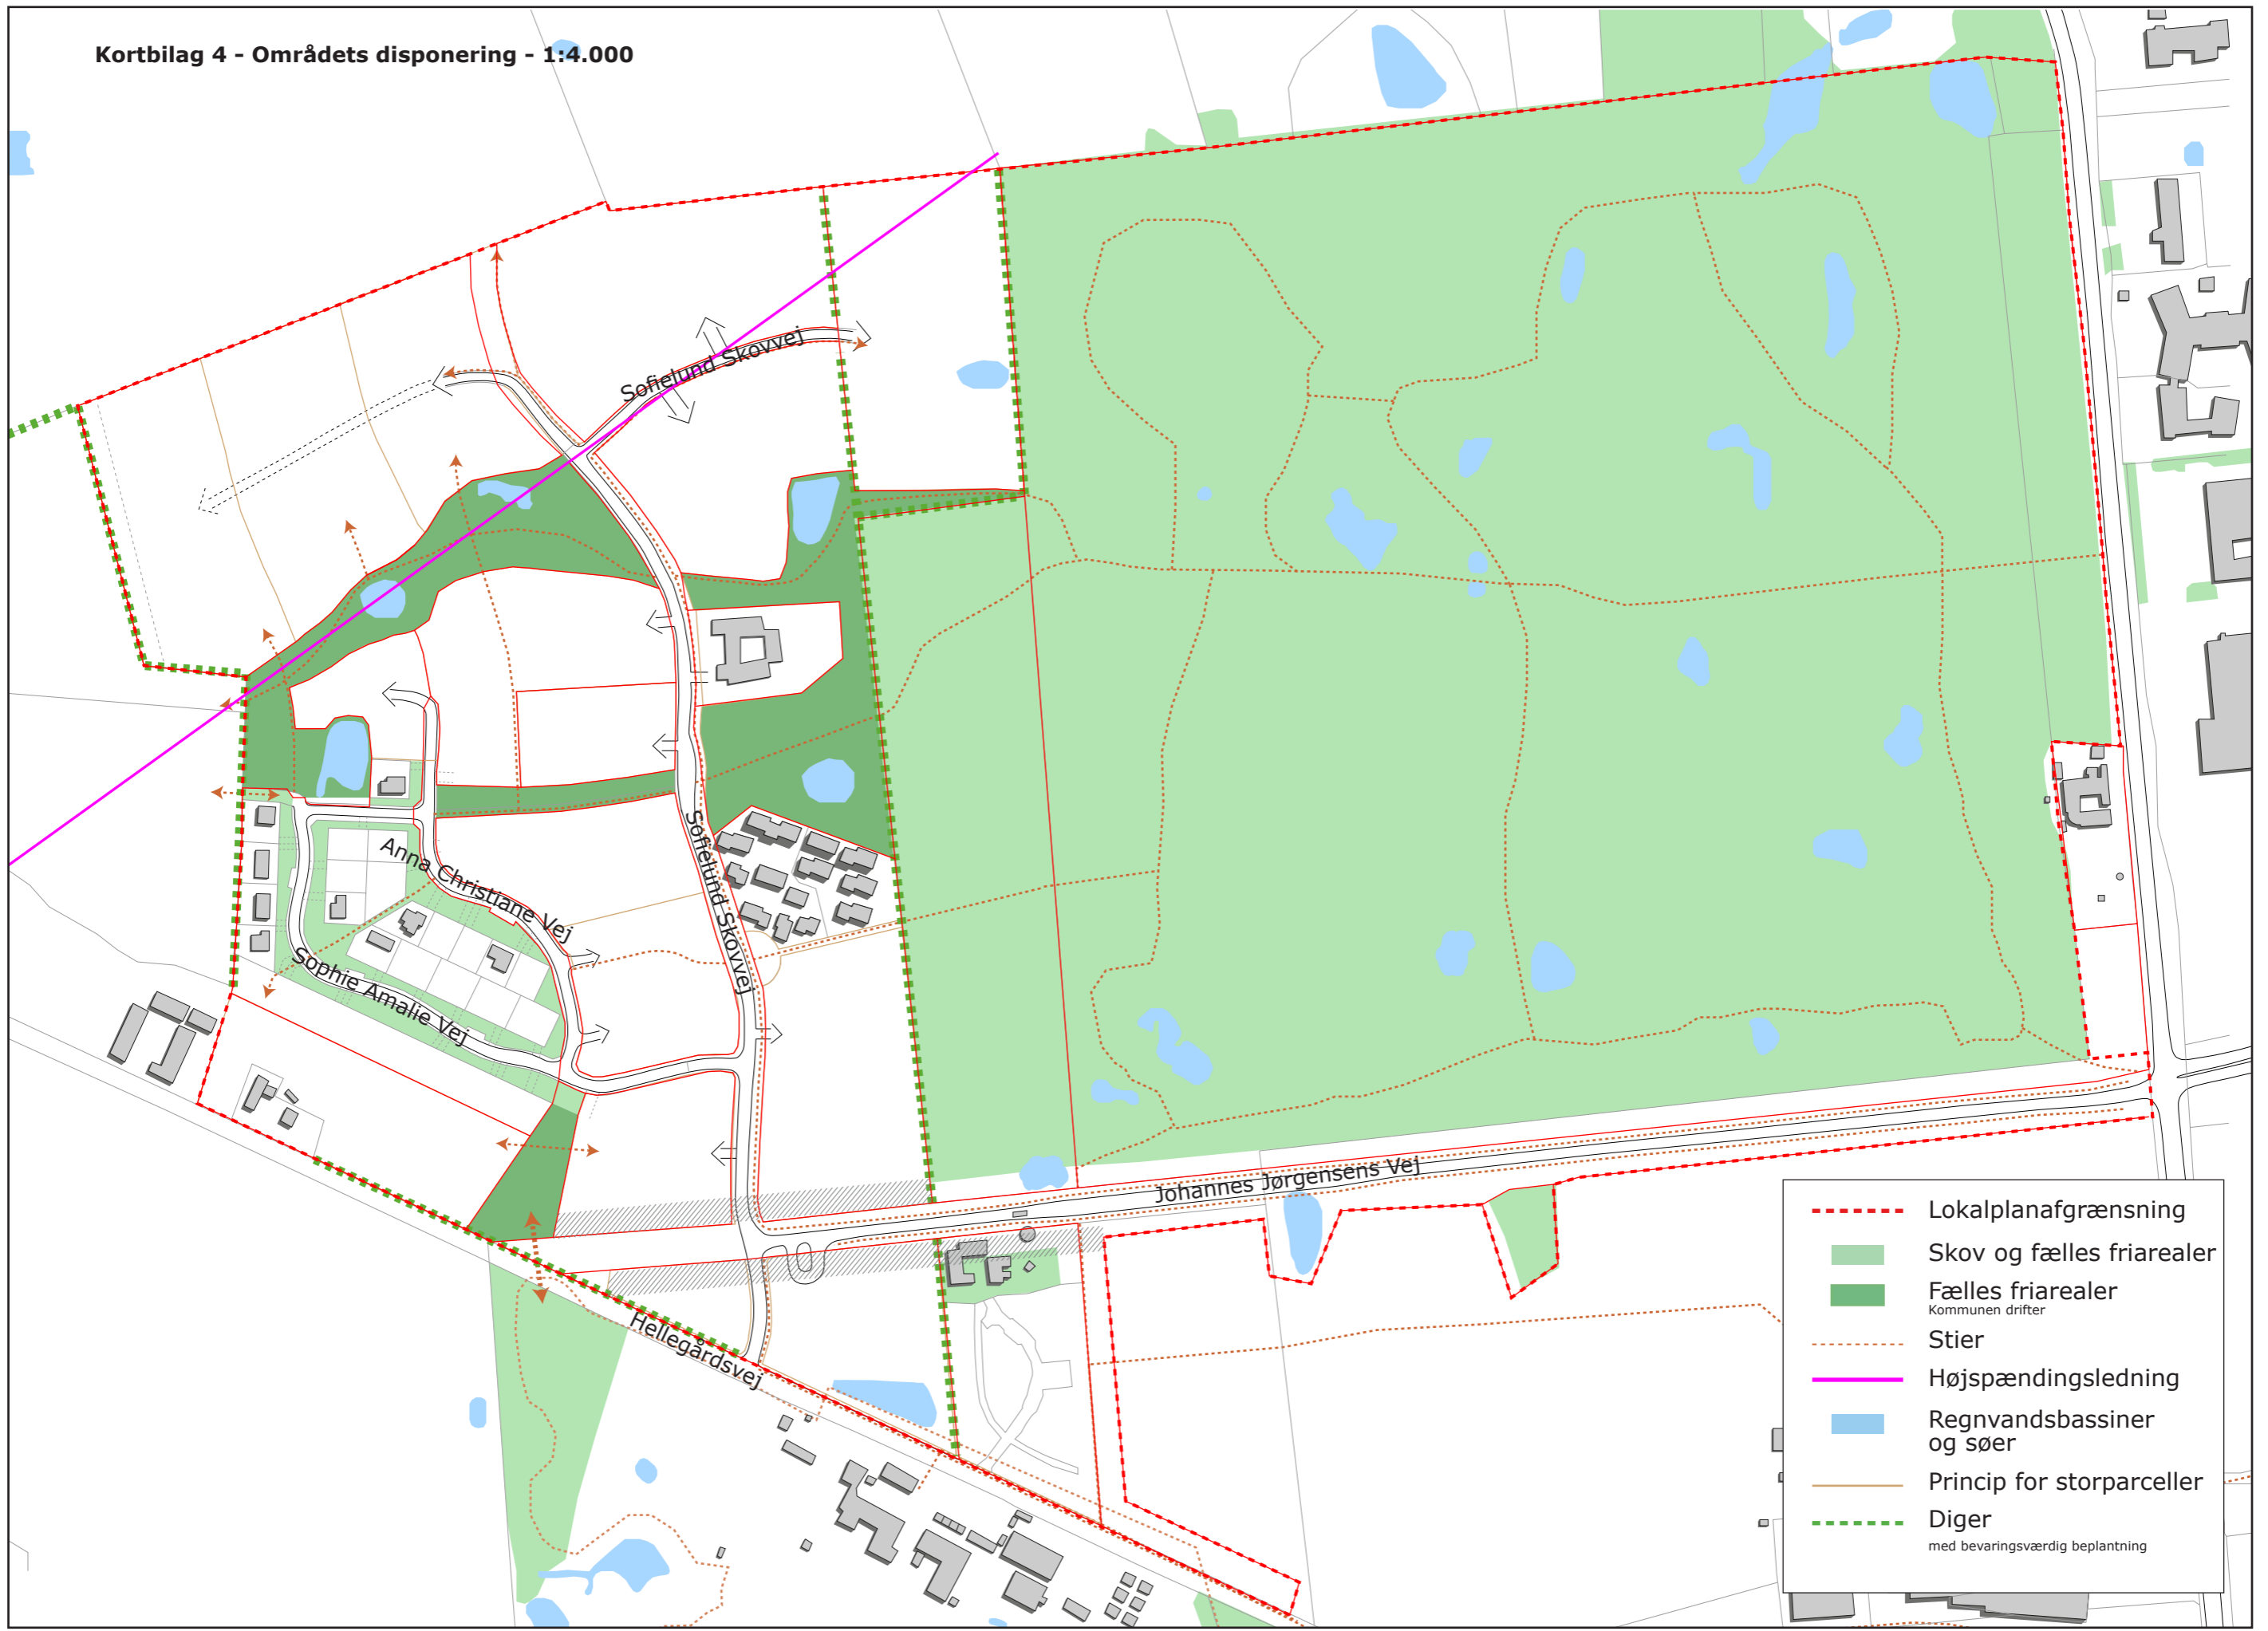 Kortbilag 4 - Områdets disponering - 1:4.000
Sofielund Skovvej
Anna Christiane Vej
Sofielund Skovvej
Sophie Amalie Vej
Johannes Jørgensens Vej
Hellegårdsvej
Lokalplanafgrænsning
Skov og fælles friarealer
Fælles friarealer
Kommunen drifter
Stier
Højspændingsledning
Regnvandsbassiner
og søer
Princip for storparceller
Diger
med bevaringsværdig beplantning